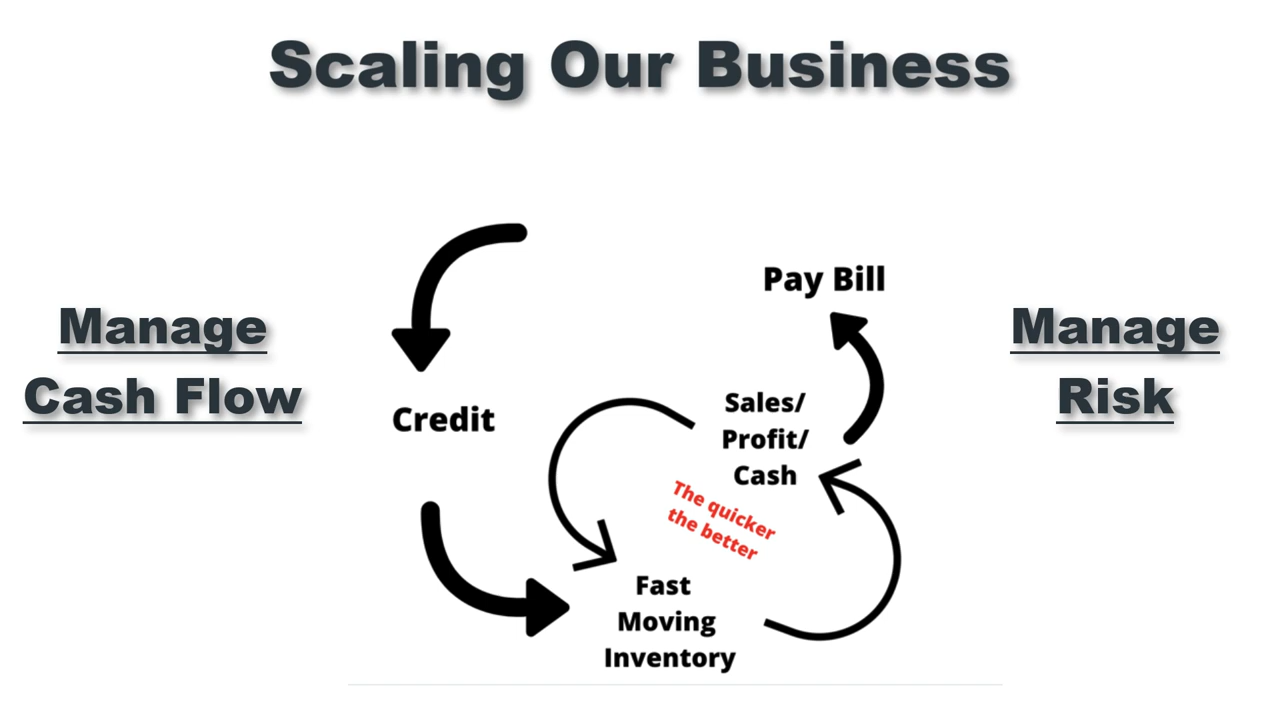 Scaling Our Business
Manage
Cash Flow
Credit
Pay Bill
Sales/
Profit/
Cash
The quicker
the better
Fast
Moving
Inventory
Manage
Risk